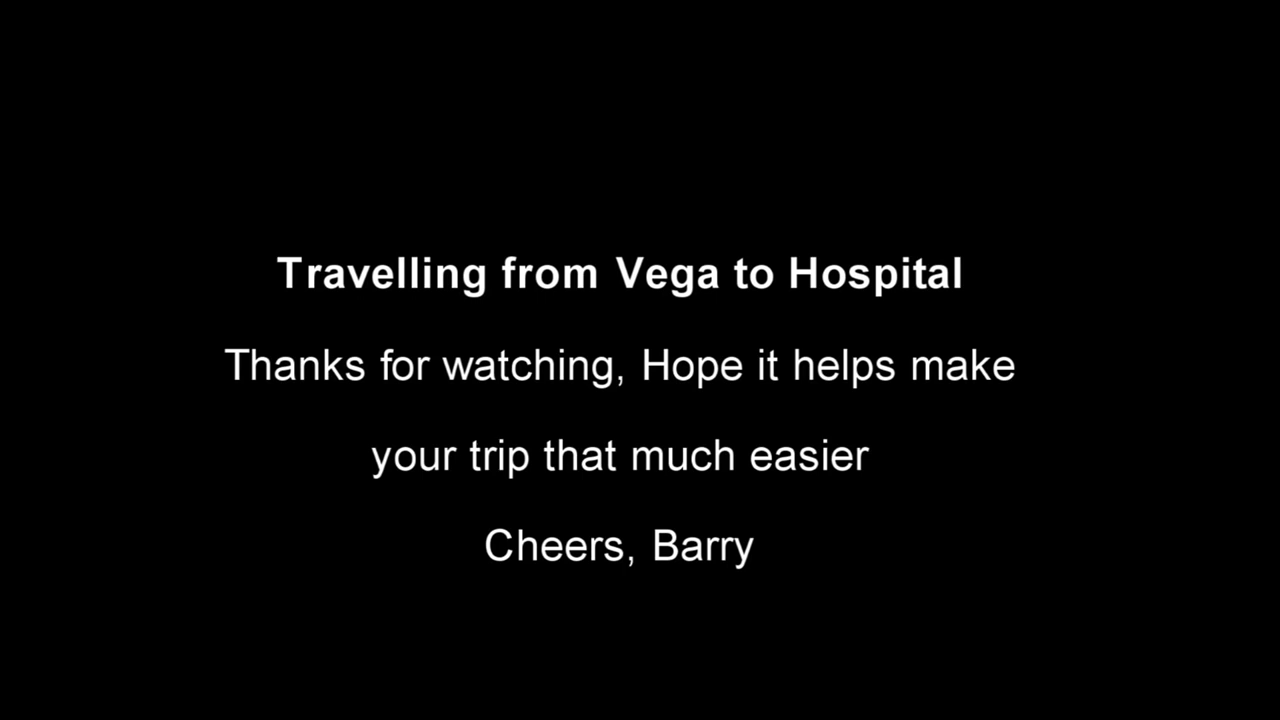 Travelling from Vega to Hospital
Thanks for watching, Hope it helps make
your trip that much easier
Cheers, Barry